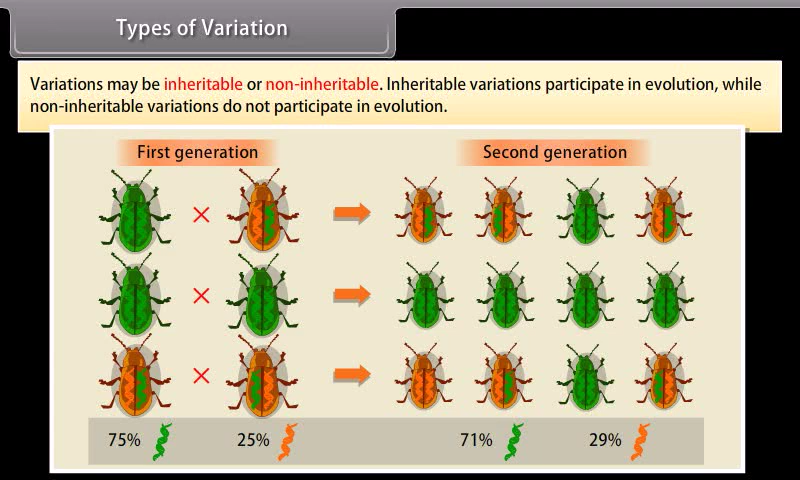 Types of Variation
Variations may be inheritable or non-inheritable. Inheritable variations participate in evolution, while
non-inheritable variations do not participate in evolution.
First generation
Second generation
75%
25%
71%
29%